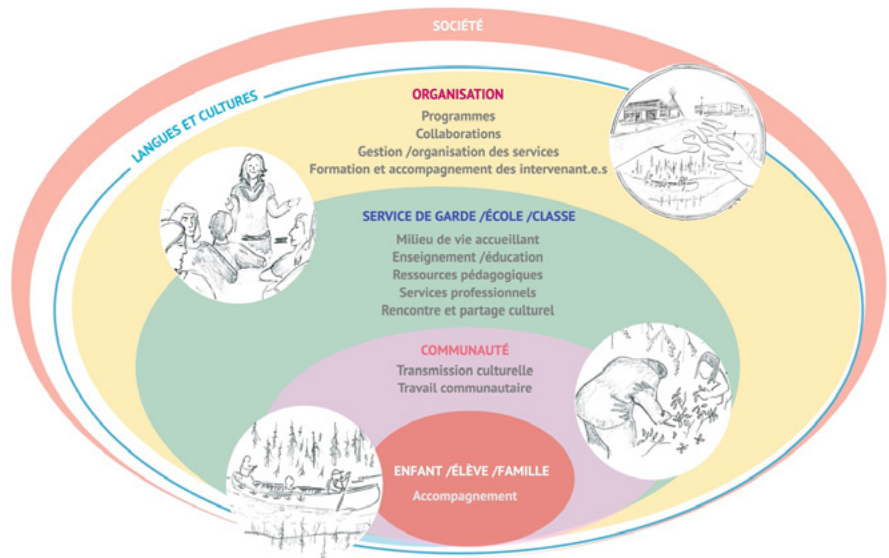 SOCIÉTÉ
LANGUES ET CULTURES
ORGANISATION
Programmes
Collaborations
Gestion /organisation des services
Formation et accompagnement des intervenant.e.s
SERVICE DE GARDE /ÉCOLE /CLASSE
Milieu de vie accueillant
Enseignement /éducation
Ressources pédagogiques
Services professionnels
Rencontre et partage culturel
COMMUNAUTÉ
Transmission culturelle
Travail communautaire
ENFANT /ÉLÈVE /FAMILLE
Accompagnement